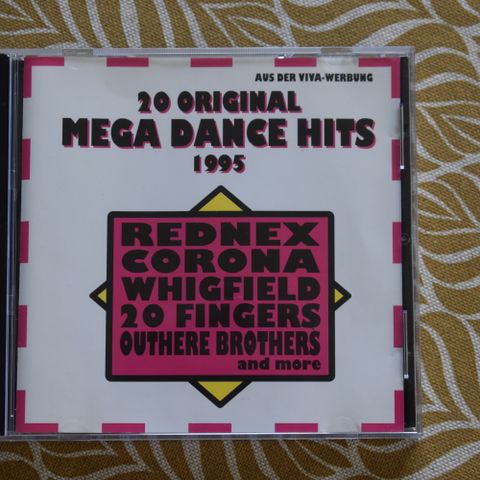 AUS DER VIVA-WERBUNG
20 ORIGINAL
MEGA DANCE HITS
1995
REDNEX
CORONA
WHIGFIELD
20 FINGERS
OUTHERE BROTHERS
and more